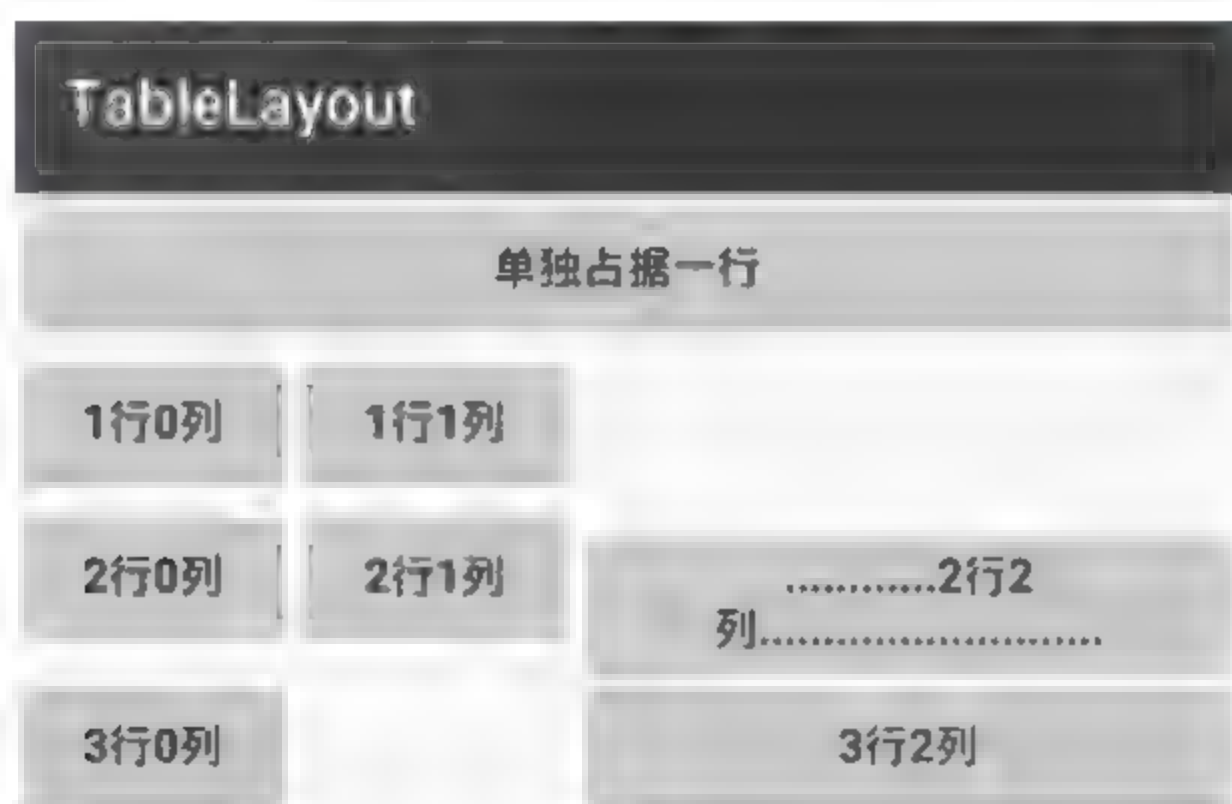 TableLayout
单独占据一行
1行0列 1行1列
2行0列 2行1列 ............2行2
列............................
3行0列 3行2列